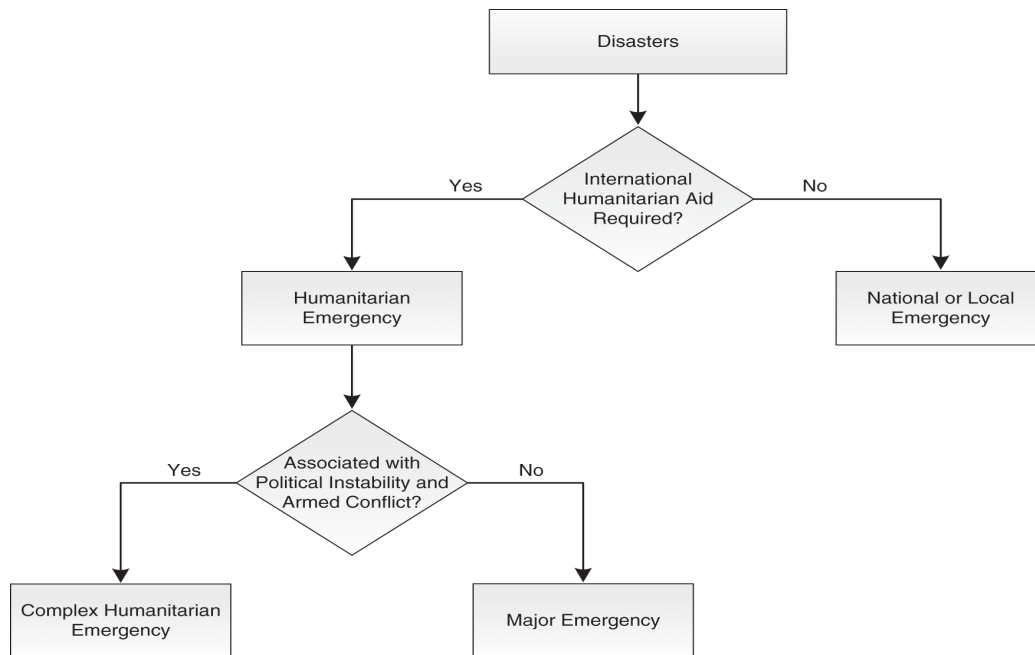 Disasters
International
Humanitarian Aid
Required?
Yes
No
Humanitarian
Emergency
National or Local
Emergency
Associated with
Political Instability and
Armed Conflict?
Yes
No
Complex Humanitarian
Emergency
Major Emergency